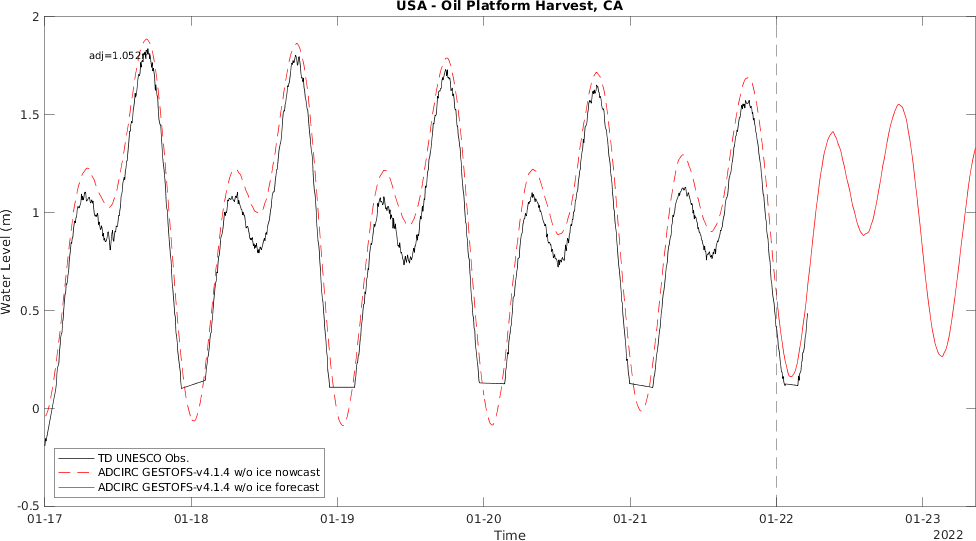 USA - Oil Platform Harvest, CA
2
adj=1.052
1.5
1
Water Level (m)
0.5
0
TD UNESCO Obs.
ADCIRC GESTOFS-v4.1.4 w/o ice nowcast
ADCIRC GESTOFS-v4.1.4 w/o ice forecast
-0.5
01-17 01-18 01-19 01-20 01-21 01-22 01-23
Time 2022